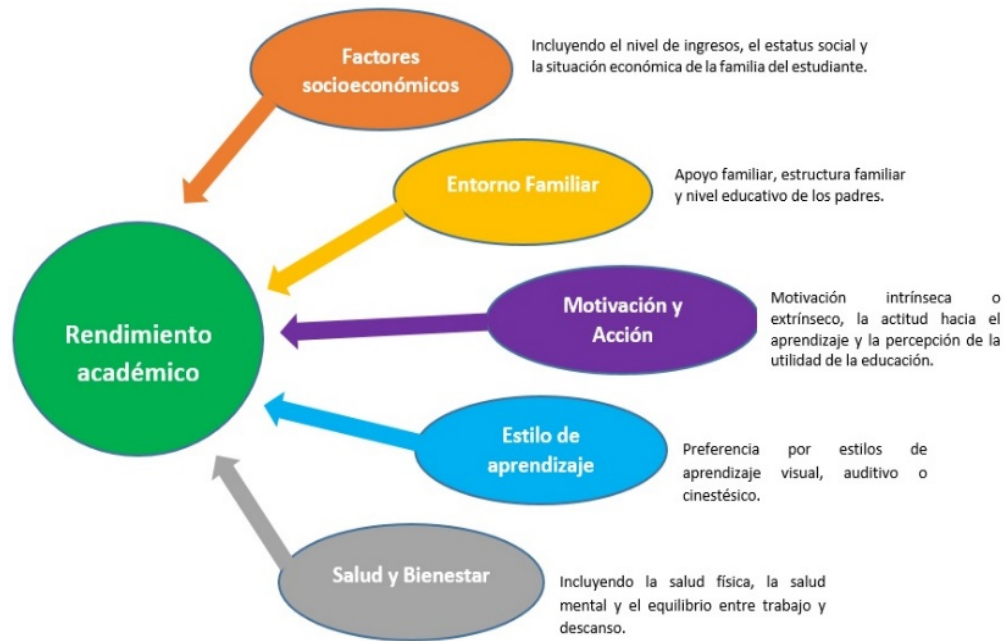 Factores
socioeconómicos
Incluyendo el nivel de ingresos, el estatus social y
la situación económica de la familia del estudiante.
Entorno Familiar
Apoyo familiar, estructura familiar
y nivel educativo de los padres.
Rendimiento
académico
Motivación y
Acción
Motivación intrínseca o
extrínseco, la actitud hacia el
aprendizaje y la percepción de la
utilidad de la educación.
Estilo de
aprendizaje
Preferencia por estilos de
aprendizaje visual, auditivo o
cinestésico.
Salud y Bienestar
Incluyendo la salud física, la salud
mental y el equilibrio entre trabajo y
descanso.